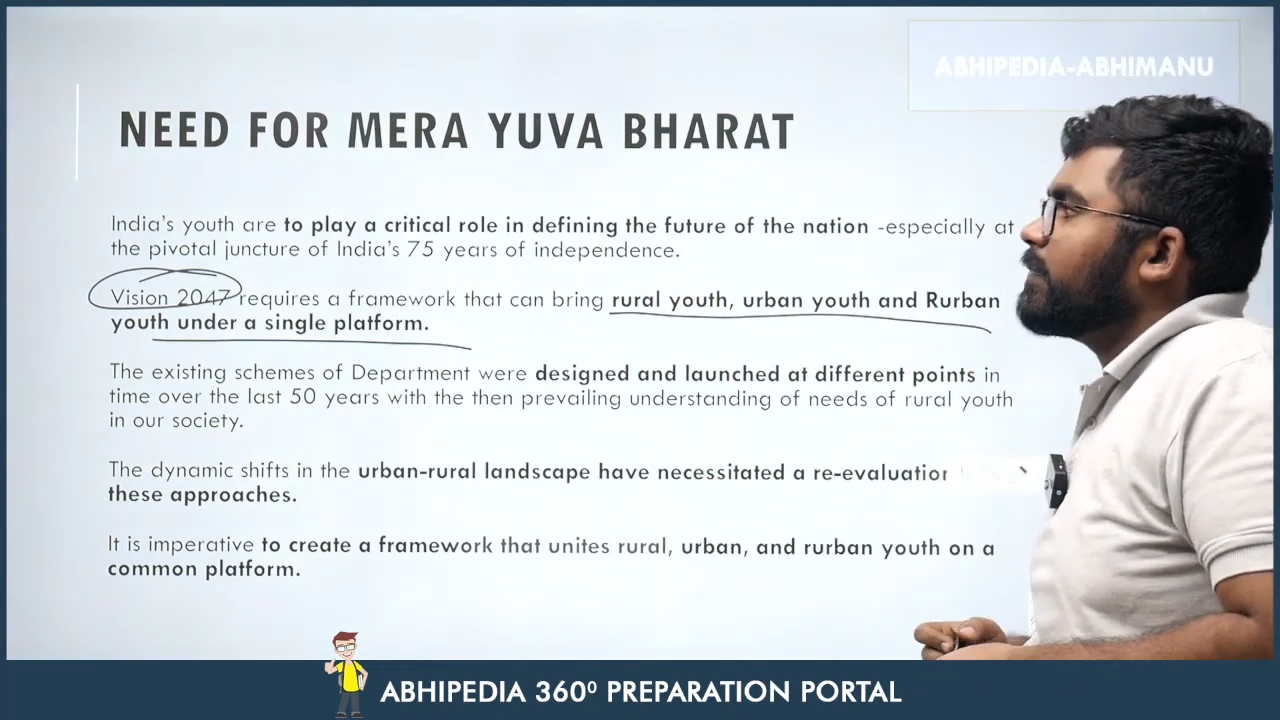 ABHIPEDIA-ABHIMANU
NEED FOR MERA YUVA BHARAT
India's youth are to play a critical role in defining the future of the nation -especially at
the pivotal juncture of India's 75 years of independence.
Vision 2047 requires a framework that can bring rural youth, urban youth and Rurban
youth under a single platform.
The existing schemes of Department were designed and launched at different points in
time over the last 50 years with the then prevailing understanding of needs of rural youth
in our society.
The dynamic shifts in the urban-rural landscape have necessitated a re-evaluation
these approaches.
It is imperative to create a framework that unites rural, urban, and rurban youth on a
common platform.
ABHIPEDIA 360⁰ PREPARATION PORTAL